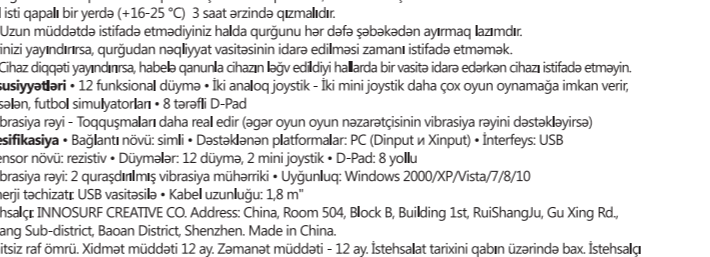 isti qapalı bir yerdə (+16-25 °C) 3 saat ərzində qızmalıdır.
Uzun müddətdə istifadə etmədiyiniz halda qurğunu hər dəfə şəbəkədən ayırmaq lazımdır.
inizi yayındırırsa, qurğudan nəqliyyat vasitəsinin idarə edilməsi zamanı istifadə etməmək.
Cihaz diqqəti yayındırırsa, habelə qanunla cihazın ləğv edildiyi hallarda bir vasitə idarə edərkən cihazı istifadə etməyin.
susiyyətləri • 12 funksional düymə • İki analoq joystik - İki mini joystik daha çox oyun oynamağa imkan verir,
səlan, futbol simulyatorları • 8 tərəfli D-Pad
brasiya rəyi - Toqquşmaları daha real edir (əgər oyun oyun nəzarətçisinin vibrasiya rəyini dəstəkləyirsə)
esifikasiya • Bağlantı növü: simli • Dəstəklənən platformalar: PC (Dinput и Xinput) • İnterfeys: USB
ensor növü: rezistiv • Düymələr: 12 düymə, 2 mini joystik • D-Pad: 8 yollu
brasiya rəyi: 2 quraşdırılmış vibrasiya mühərriki • Uyğunluq: Windows 2000/XP/Vista/7/8/10
nerji təchizatı: USB vasitəsilə • Kabel uzunluğu: 1,8 m"
hsalçı: INNOSURF CREATIVE CO. Address: China, Room 504, Block B, Building 1st, RuiShangJu, Gu Xing Rd.,
ang Sub-district, Baoan District, Shenzhen. Made in China.
itsiz raf ömrü. Xidmət müddəti 12 ay. Zəmanət müddəti - 12 ay. İstehsalat tarixini qabın üzərində bax. İstehsalçı